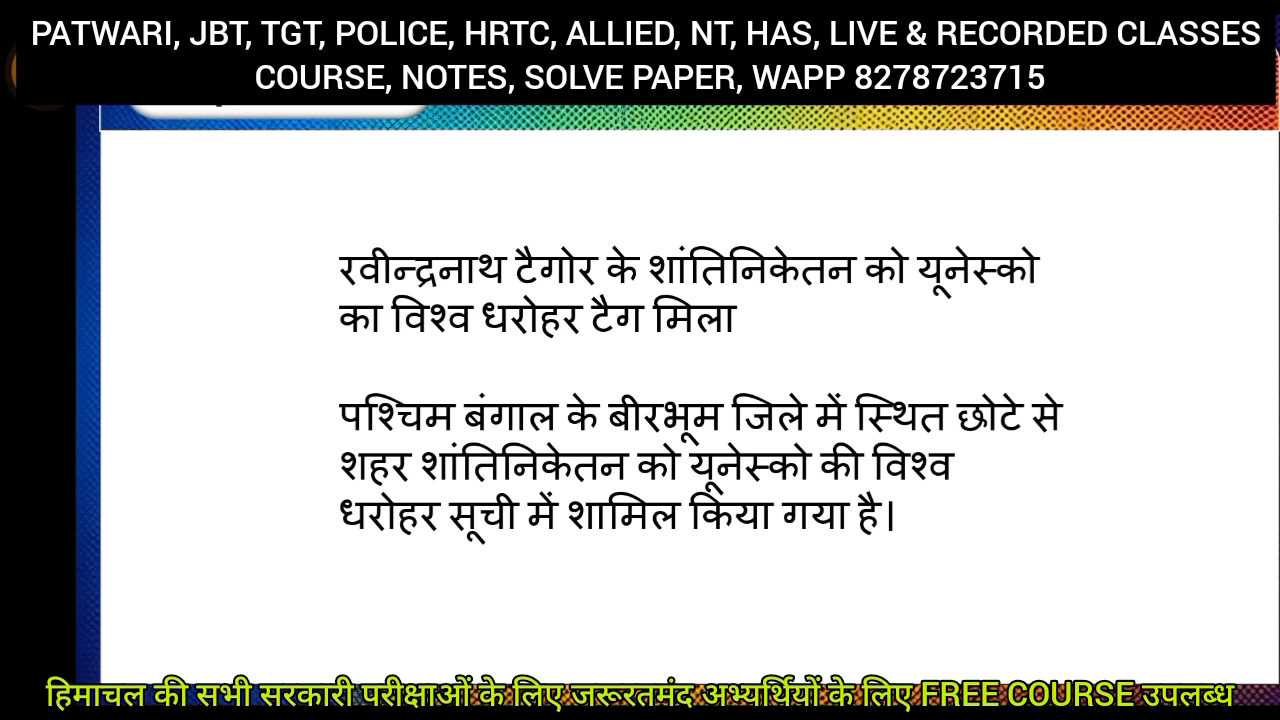 PATWARI, JBT, TGT, POLICE, HRTC, ALLIED, NT, HAS, LIVE & RECORDED CLASSES
COURSE, NOTES, SOLVE PAPER, WAPP 8278723715
रवीन्द्रनाथ टैगोर के शांतिनिकेतन को यूनेस्को
का विश्व धरोहर टैग मिला
पश्चिम बंगाल के बीरभूम जिले में स्थित छोटे से
शहर शांतिनिकेतन को यूनेस्को की विश्व
धरोहर सूची में शामिल किया गया है।
हिमाचल की सभी सरकारी परीक्षाओं के लिए जरूरतमंद अभ्यर्थियों के लिए FREE COURSE उपलब्ध